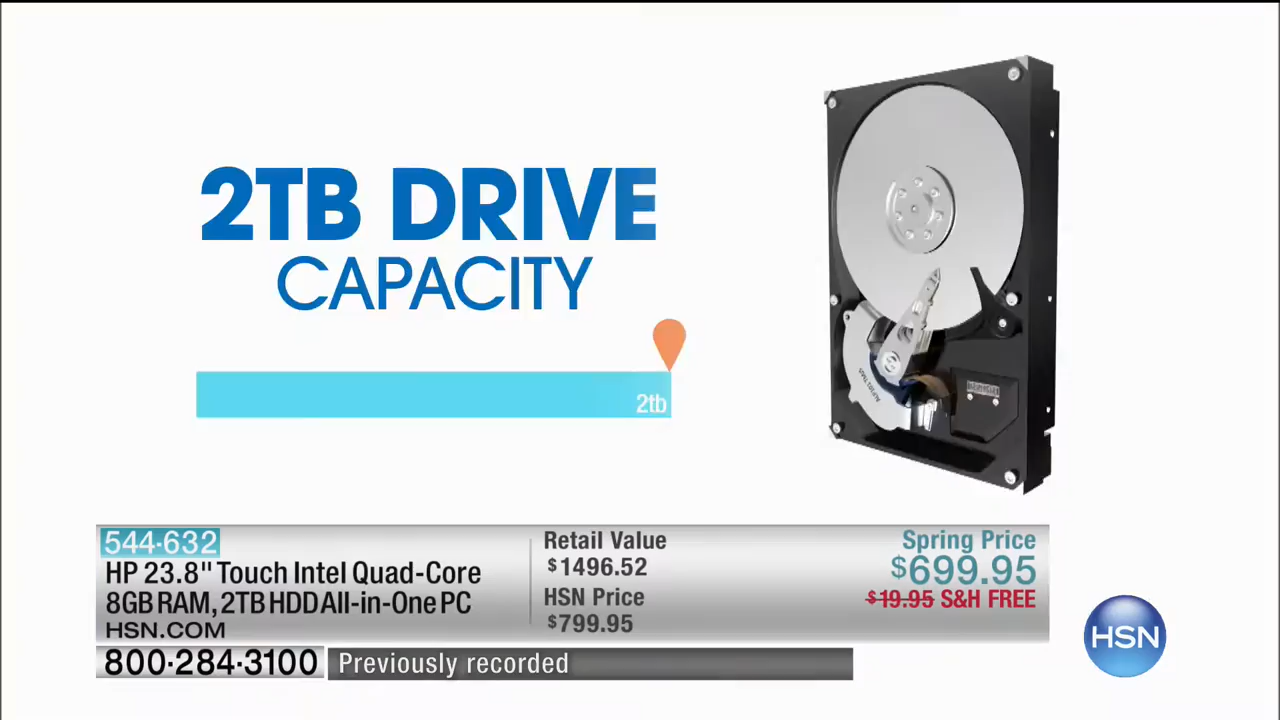 2TB DRIVE
CAPACITY
2tb
544-632
HP 23.8" Touch Intel Quad-Core
8GB RAM, 2TB HDD All-in-One PC
HSN.COM
Retail Value
$1496.52
HSN Price
$799.95
Spring Price
$699.95
$19.95 S&H FREE
HSN
800·284·3100
Previously recorded